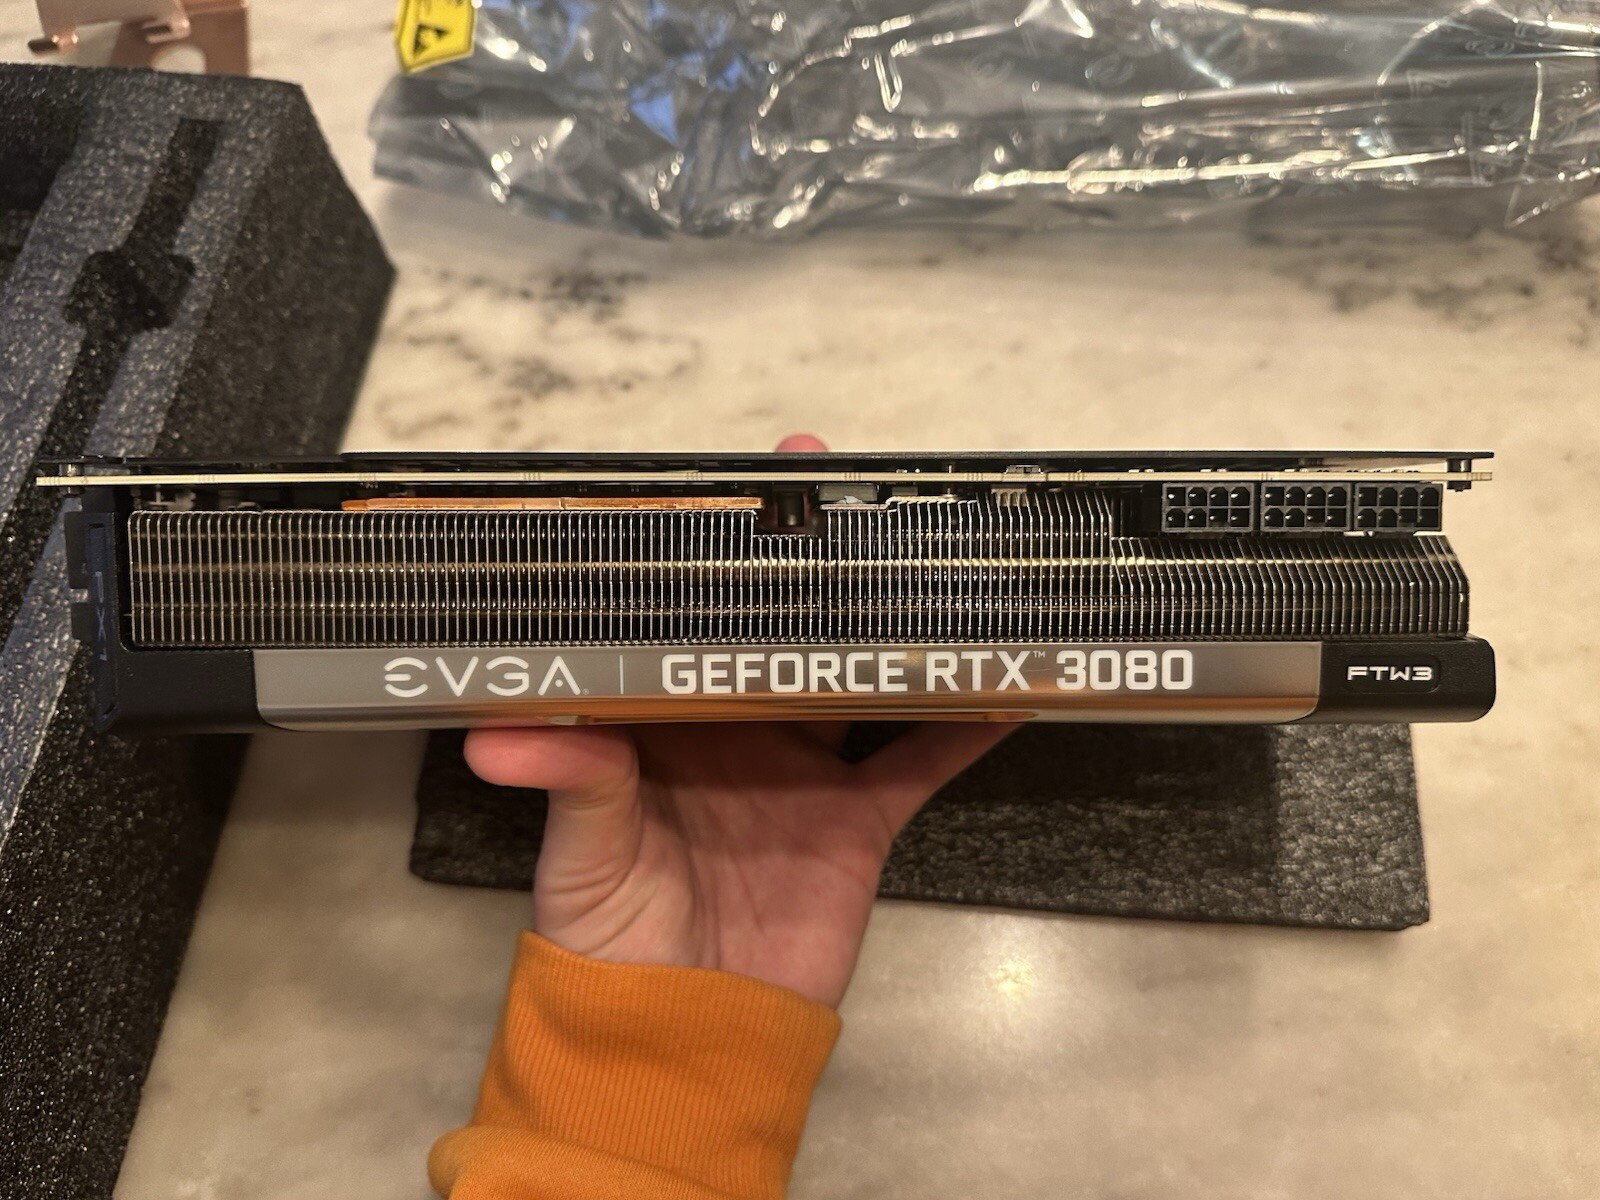 EVGA | GEFORCE RTX™ 3080
FTW3